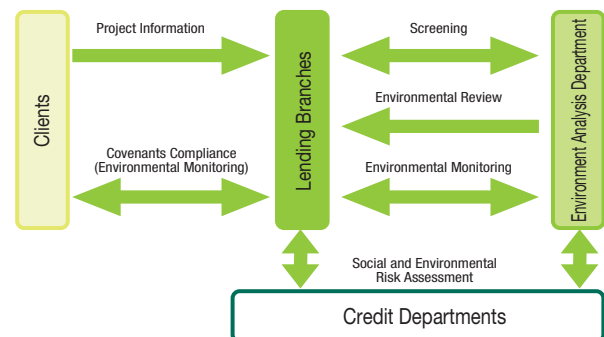 Project Information
Screening
Clients
Lending Branches
Environment Analysis Department
Environmental Review
Covenants Compliance
(Environmental Monitoring)
Environmental Monitoring
Social and Environmental
Risk Assessment
Credit Departments